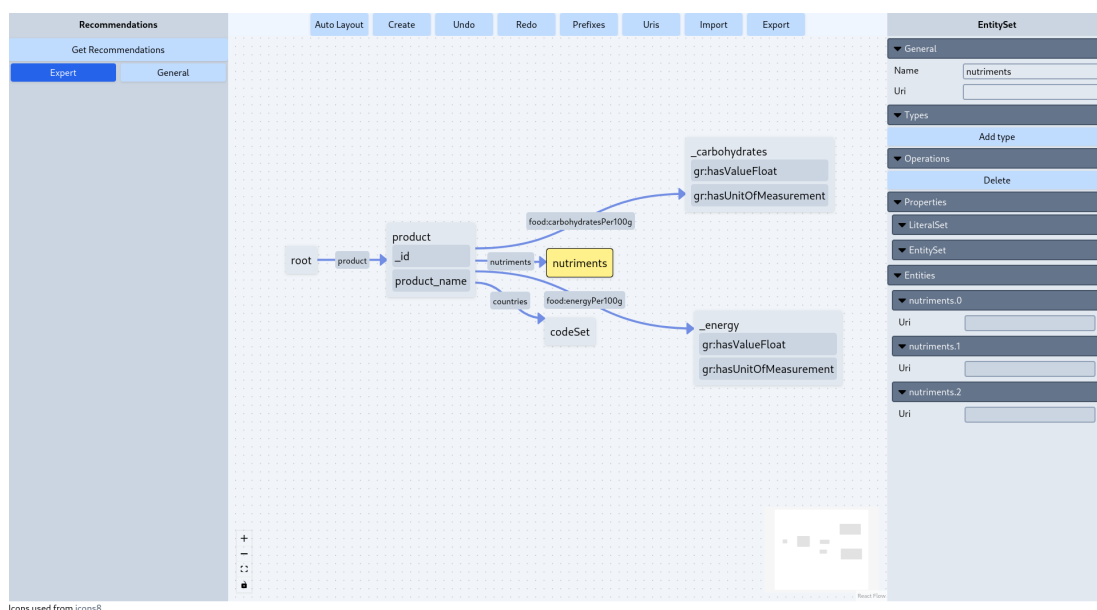 Recommendations
Get Recommendations
Expert General
Auto Layout Create Undo Redo Prefixes Uris Import Export
_carbohydrates
gr:hasValueFloat
gr:hasUnitOfMeasurement
food:carbohydratesPer100g
product
_id
product_name
root
product
nutriments
nutriments
countries
food:energyPer100g
codeSet
_energy
gr:hasValueFloat
gr:hasUnitOfMeasurement
React Flow
EntitySet
General
Name nutriments
Uri
Types
Add type
Operations
Delete
Properties
LiteralSet
EntitySet
Entities
nutriments.0
Uri
nutriments.1
Uri
nutriments.2
Uri
Icons used from icons8